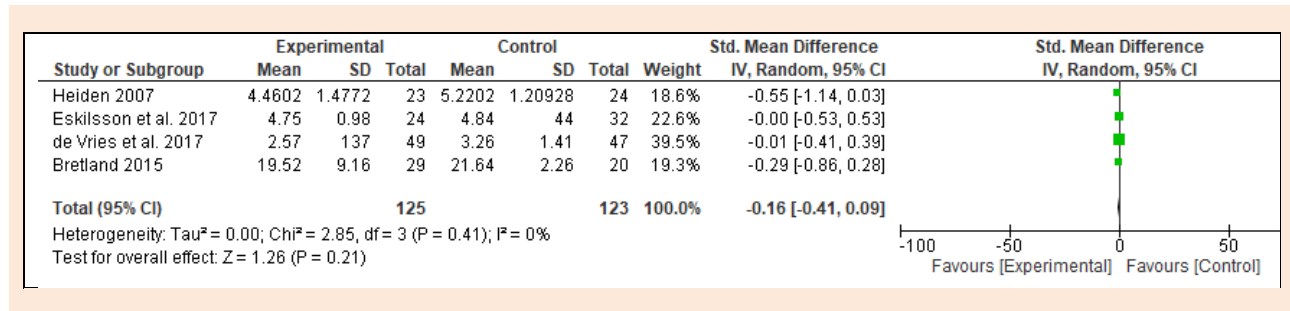 Experimental Control Std. Mean Difference Std. Mean Difference
Study or Subgroup Mean SD Total Mean SD Total Weight IV, Random, 95% CI IV, Random, 95% CI
Heiden 2007 4.4602 1.4772 23 5.2202 1.20928 24 18.6% -0.55 [-1.14, 0.03]
Eskilsson et al. 2017 4.75 0.98 24 4.84 44 32 22.6% -0.00 [-0.53, 0.53]
de Vries et al. 2017 2.57 137 49 3.26 1.41 47 39.5% -0.01 [-0.41, 0.39]
Bretland 2015 19.52 9.16 29 21.64 2.26 20 19.3% -0.29 [-0.86, 0.28]
Total (95% CI) 125 123 100.0% -0.16 [-0.41, 0.09]
Heterogeneity: Tau² = 0.00; Chi² = 2.85, df = 3 (P = 0.41); I² = 0%
Test for overall effect: Z = 1.26 (P = 0.21)
-100 -50 0 50
Favours [Experimental] Favours [Control]